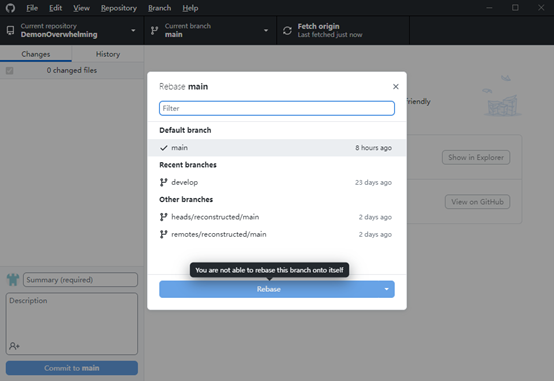 File Edit View Repository Branch Help
Current repository
DemonOverwhelming
Current branch
main
Fetch origin
Last fetched just now
Changes
History
0 changed files
Rebase main
Filter
Default branch
main 8 hours ago
Recent branches
develop 23 days ago
Other branches
heads/reconstructed/main 2 days ago
remotes/reconstructed/main 2 days ago
You are not able to rebase this branch onto itself
Rebase
friendly
Show in Explorer
View on GitHub
Summary (required)
Description
Commit to main